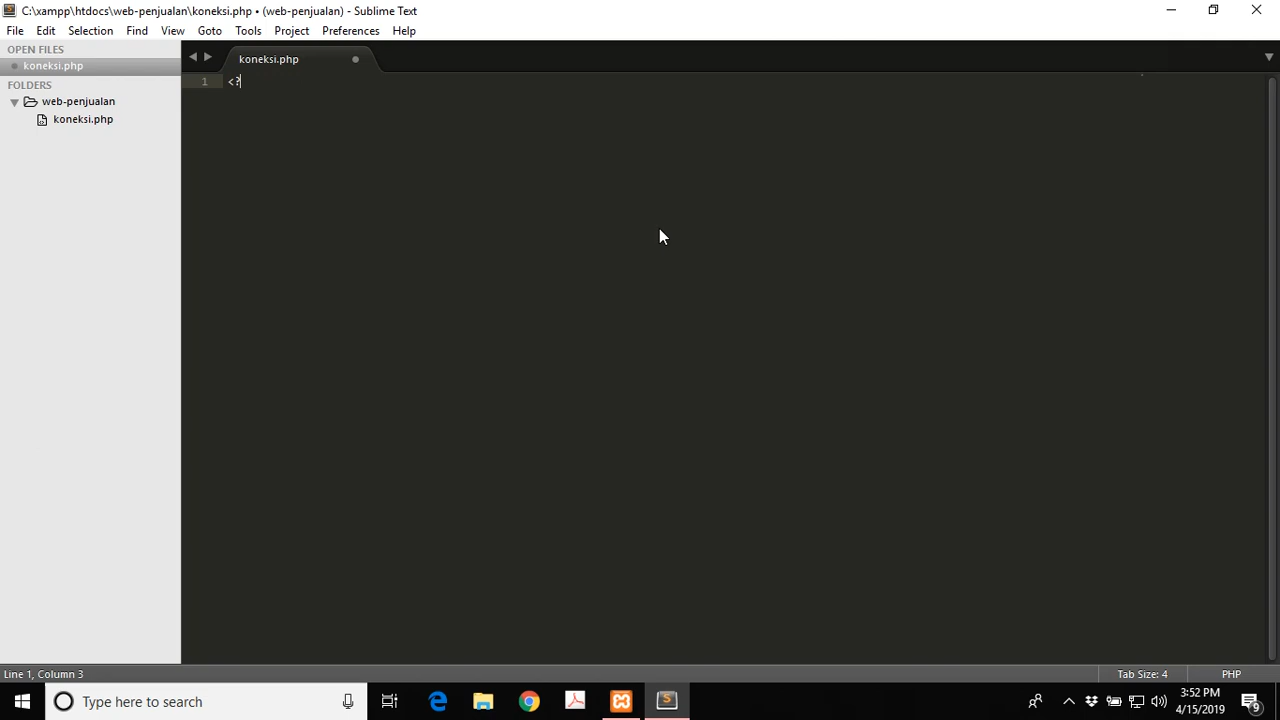 C:\xampp\htdocs\web-penjualan\koneksi.php • (web-penjualan) - Sublime Text
File Edit Selection Find View Goto Tools Project Preferences Help
OPEN FILES
koneksi.php
FOLDERS
web-penjualan
koneksi.php
koneksi.php
1 <?
Line 1, Column 3
Tab Size: 4
PHP
Type here to search
3:52 PM
4/15/2019
9